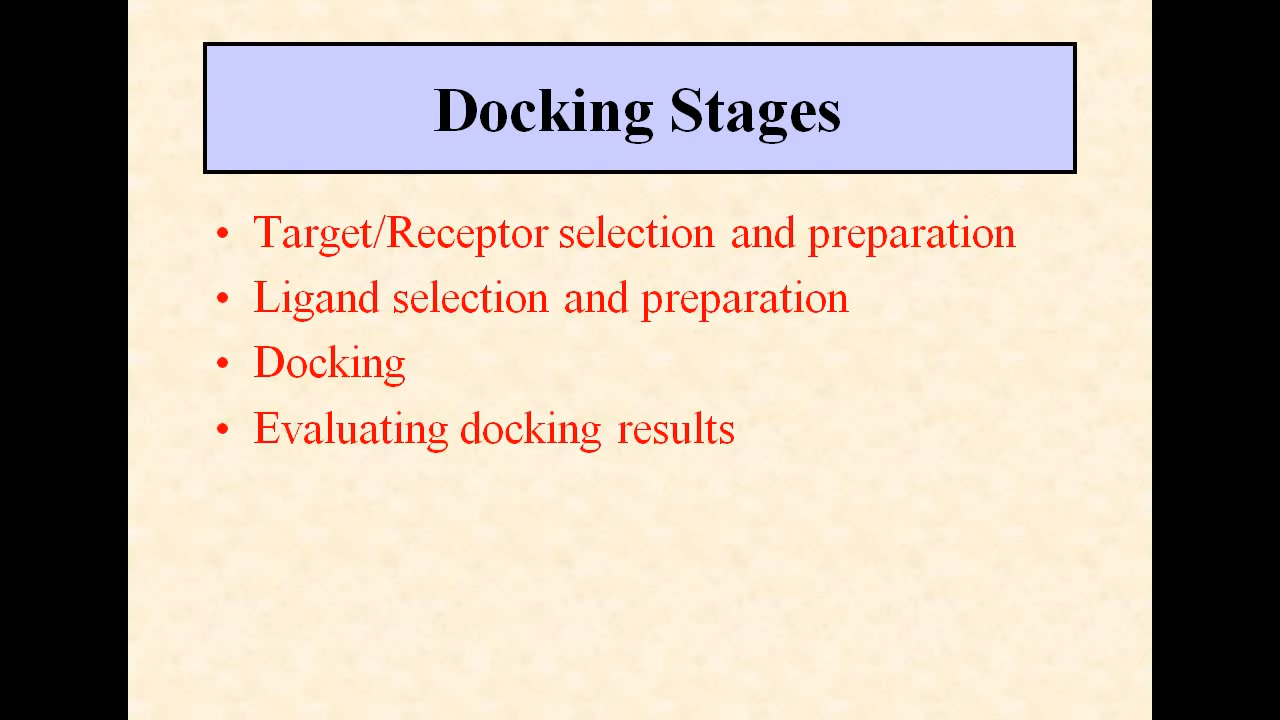 Docking Stages
• Target/Receptor selection and preparation
• Ligand selection and preparation
• Docking
• Evaluating docking results